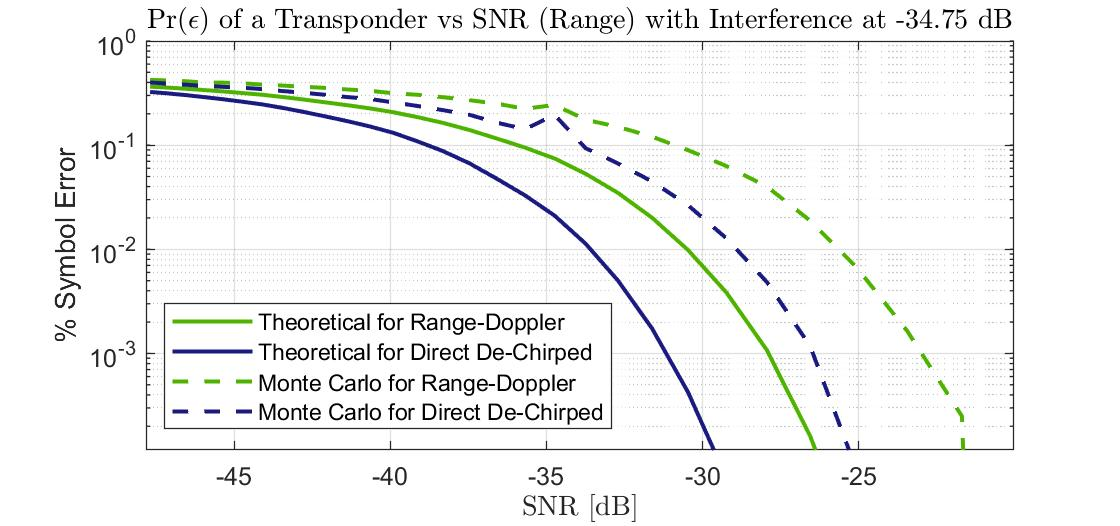 Pr(ϵ) of a Transponder vs SNR (Range) with Interference at -34.75 dB
10^0
10^-1
10^-2
10^-3
% Symbol Error
Theoretical for Range-Doppler
Theoretical for Direct De-Chirped
Monte Carlo for Range-Doppler
Monte Carlo for Direct De-Chirped
-45 -40 -35 -30 -25
SNR [dB]